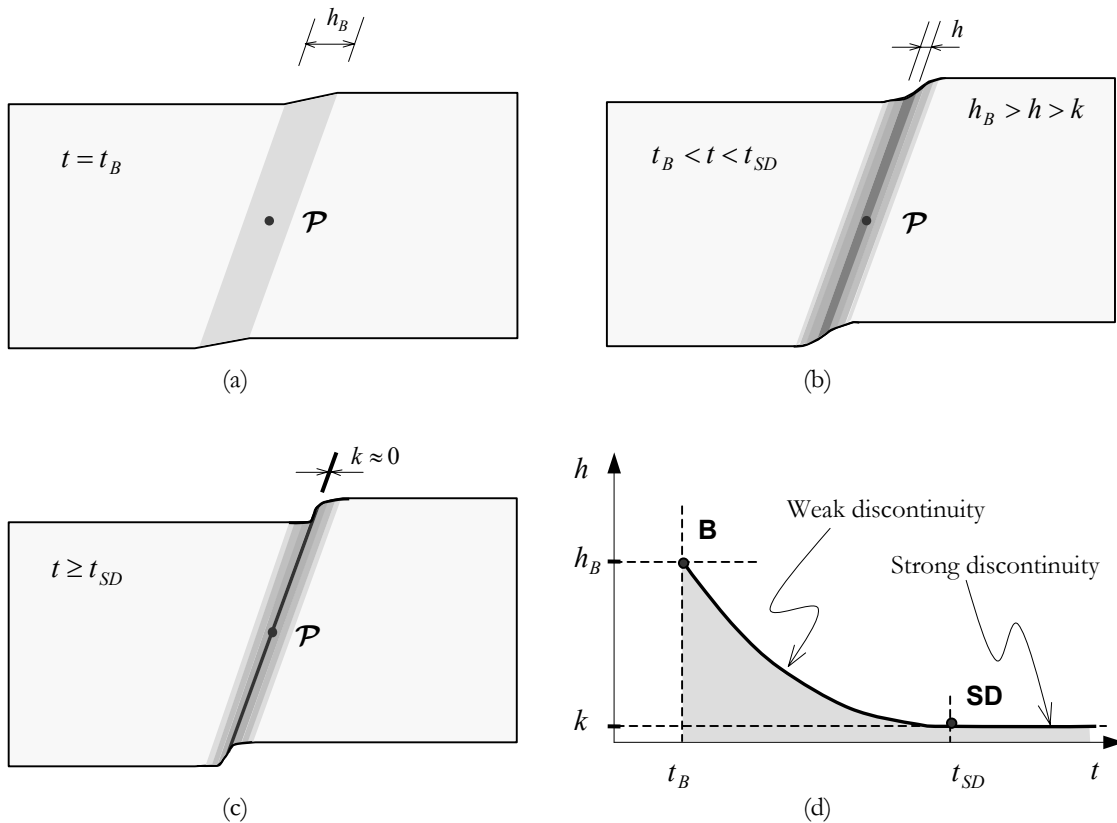 h_B
t = t_B
𝒫
(a)
h
h_B > h > k
t_B < t < t_SD
𝒫
(b)
k ≈ 0
t ≥ t_SD
𝒫
(c)
h
Weak discontinuity
B
h_B
Strong discontinuity
SD
k
t_B
t_SD
t
(d)